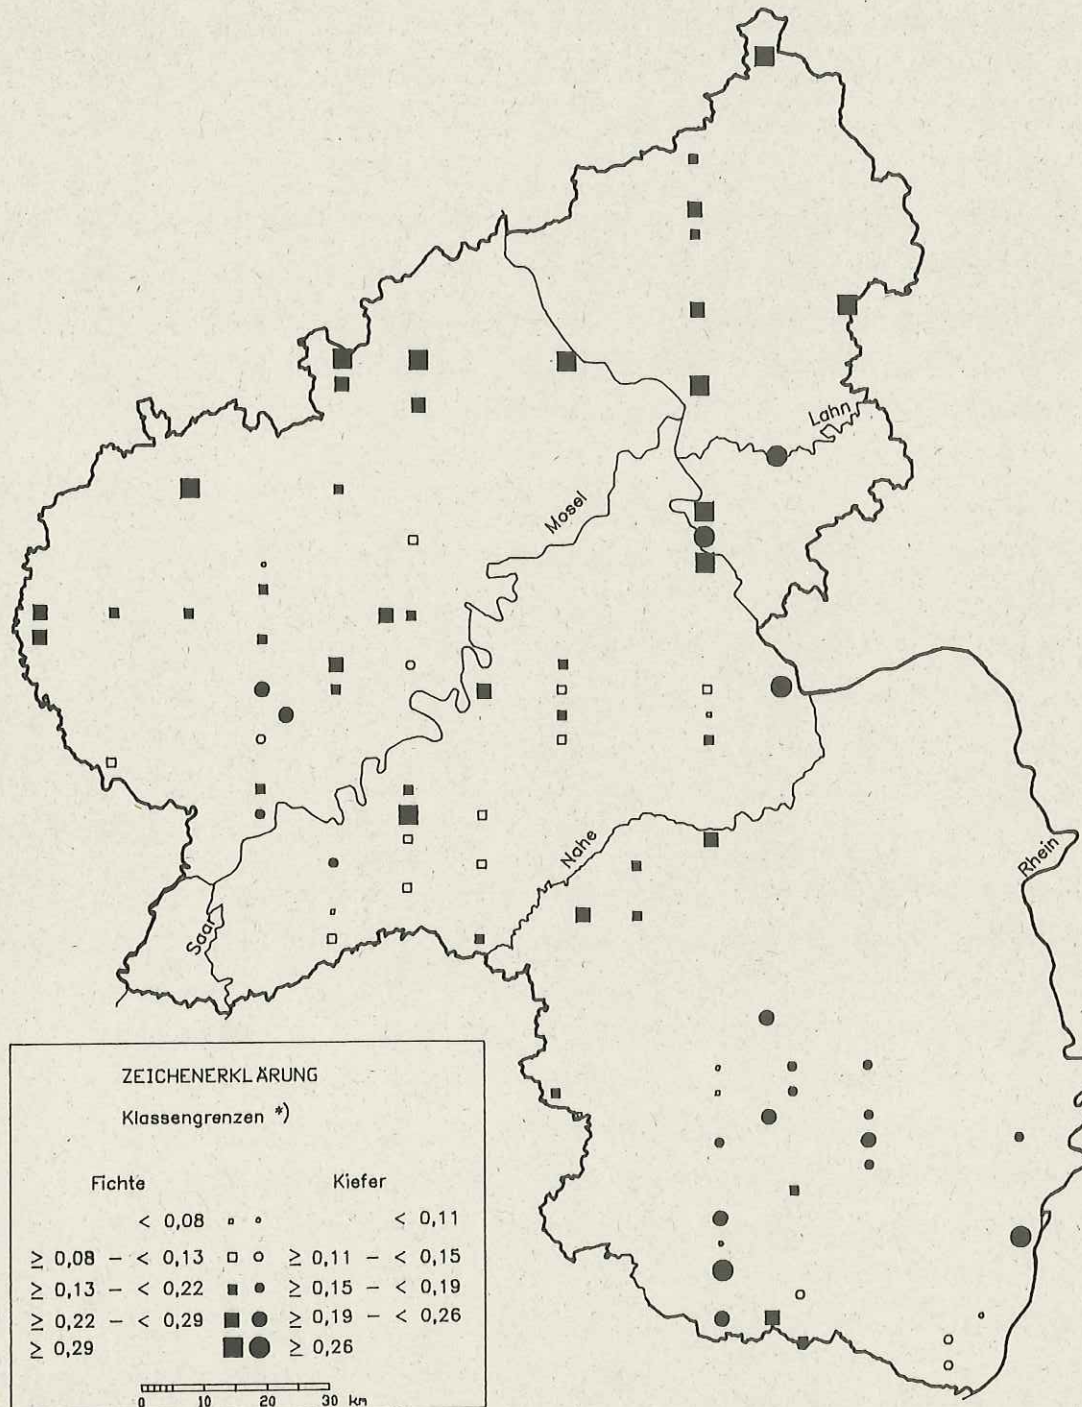 Lahn
Mosel
Nahe
Rhein
Saar
ZEICHENERKLÄRUNG
Klassengrenzen *)
Fichte Kiefer
< 0,08 < 0,11
≥ 0,08 – < 0,13 ≥ 0,11 – < 0,15
≥ 0,13 – < 0,22 ≥ 0,15 – < 0,19
≥ 0,22 – < 0,29 ≥ 0,19 – < 0,26
≥ 0,29 ≥ 0,26
0 10 20 30 km